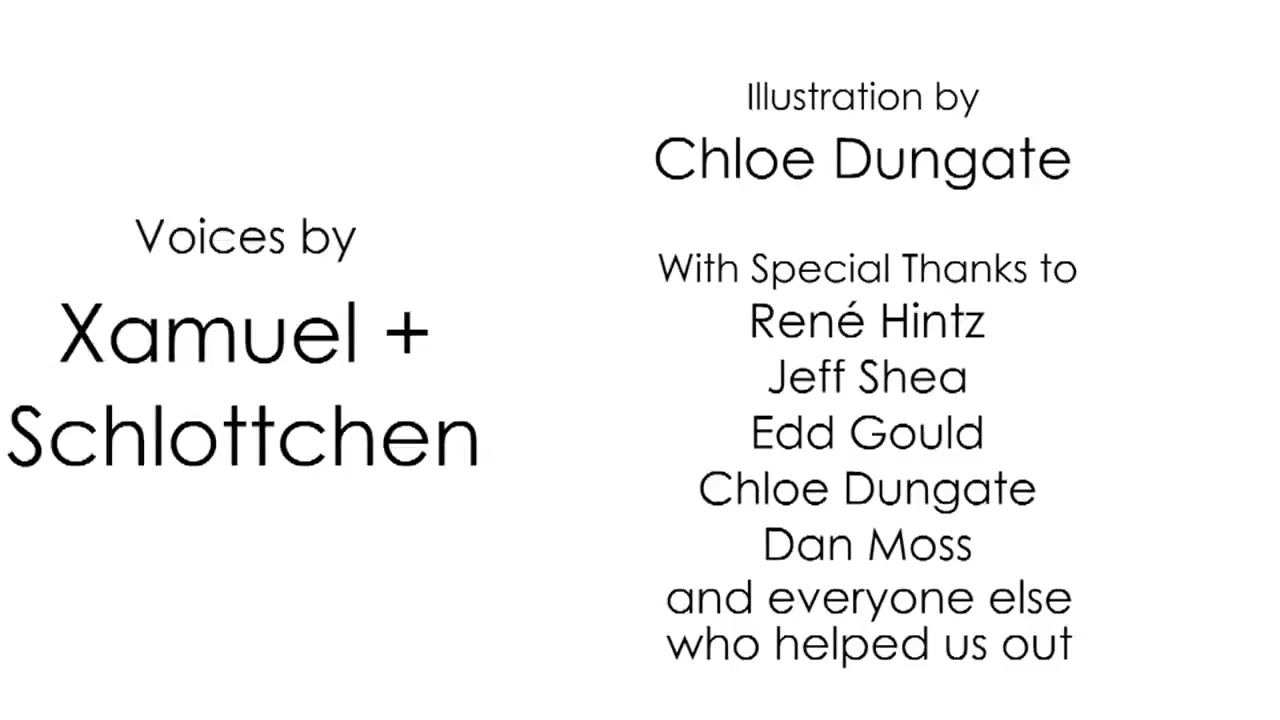 Voices by
Xamuel +
Schlottchen
Illustration by
Chloe Dungate
With Special Thanks to
René Hintz
Jeff Shea
Edd Gould
Chloe Dungate
Dan Moss
and everyone else
who helped us out